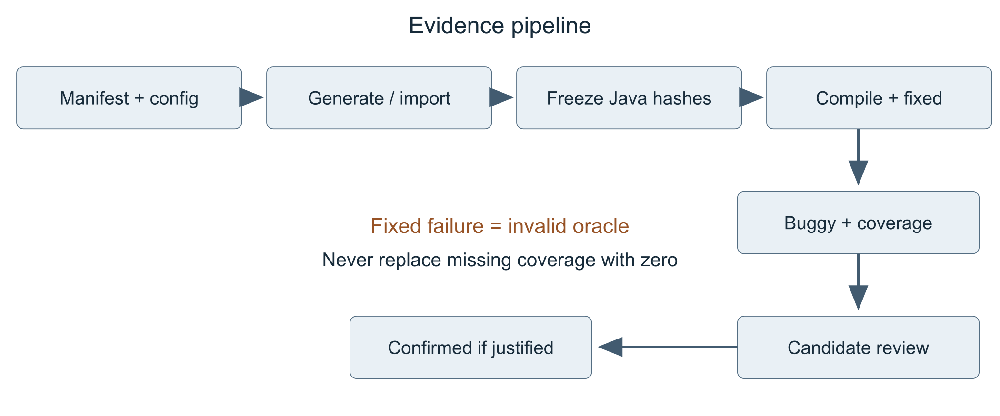 Evidence pipeline
Manifest + config
Generate / import
Freeze Java hashes
Compile + fixed
Buggy + coverage
Fixed failure = invalid oracle
Never replace missing coverage with zero
Candidate review
Confirmed if justified